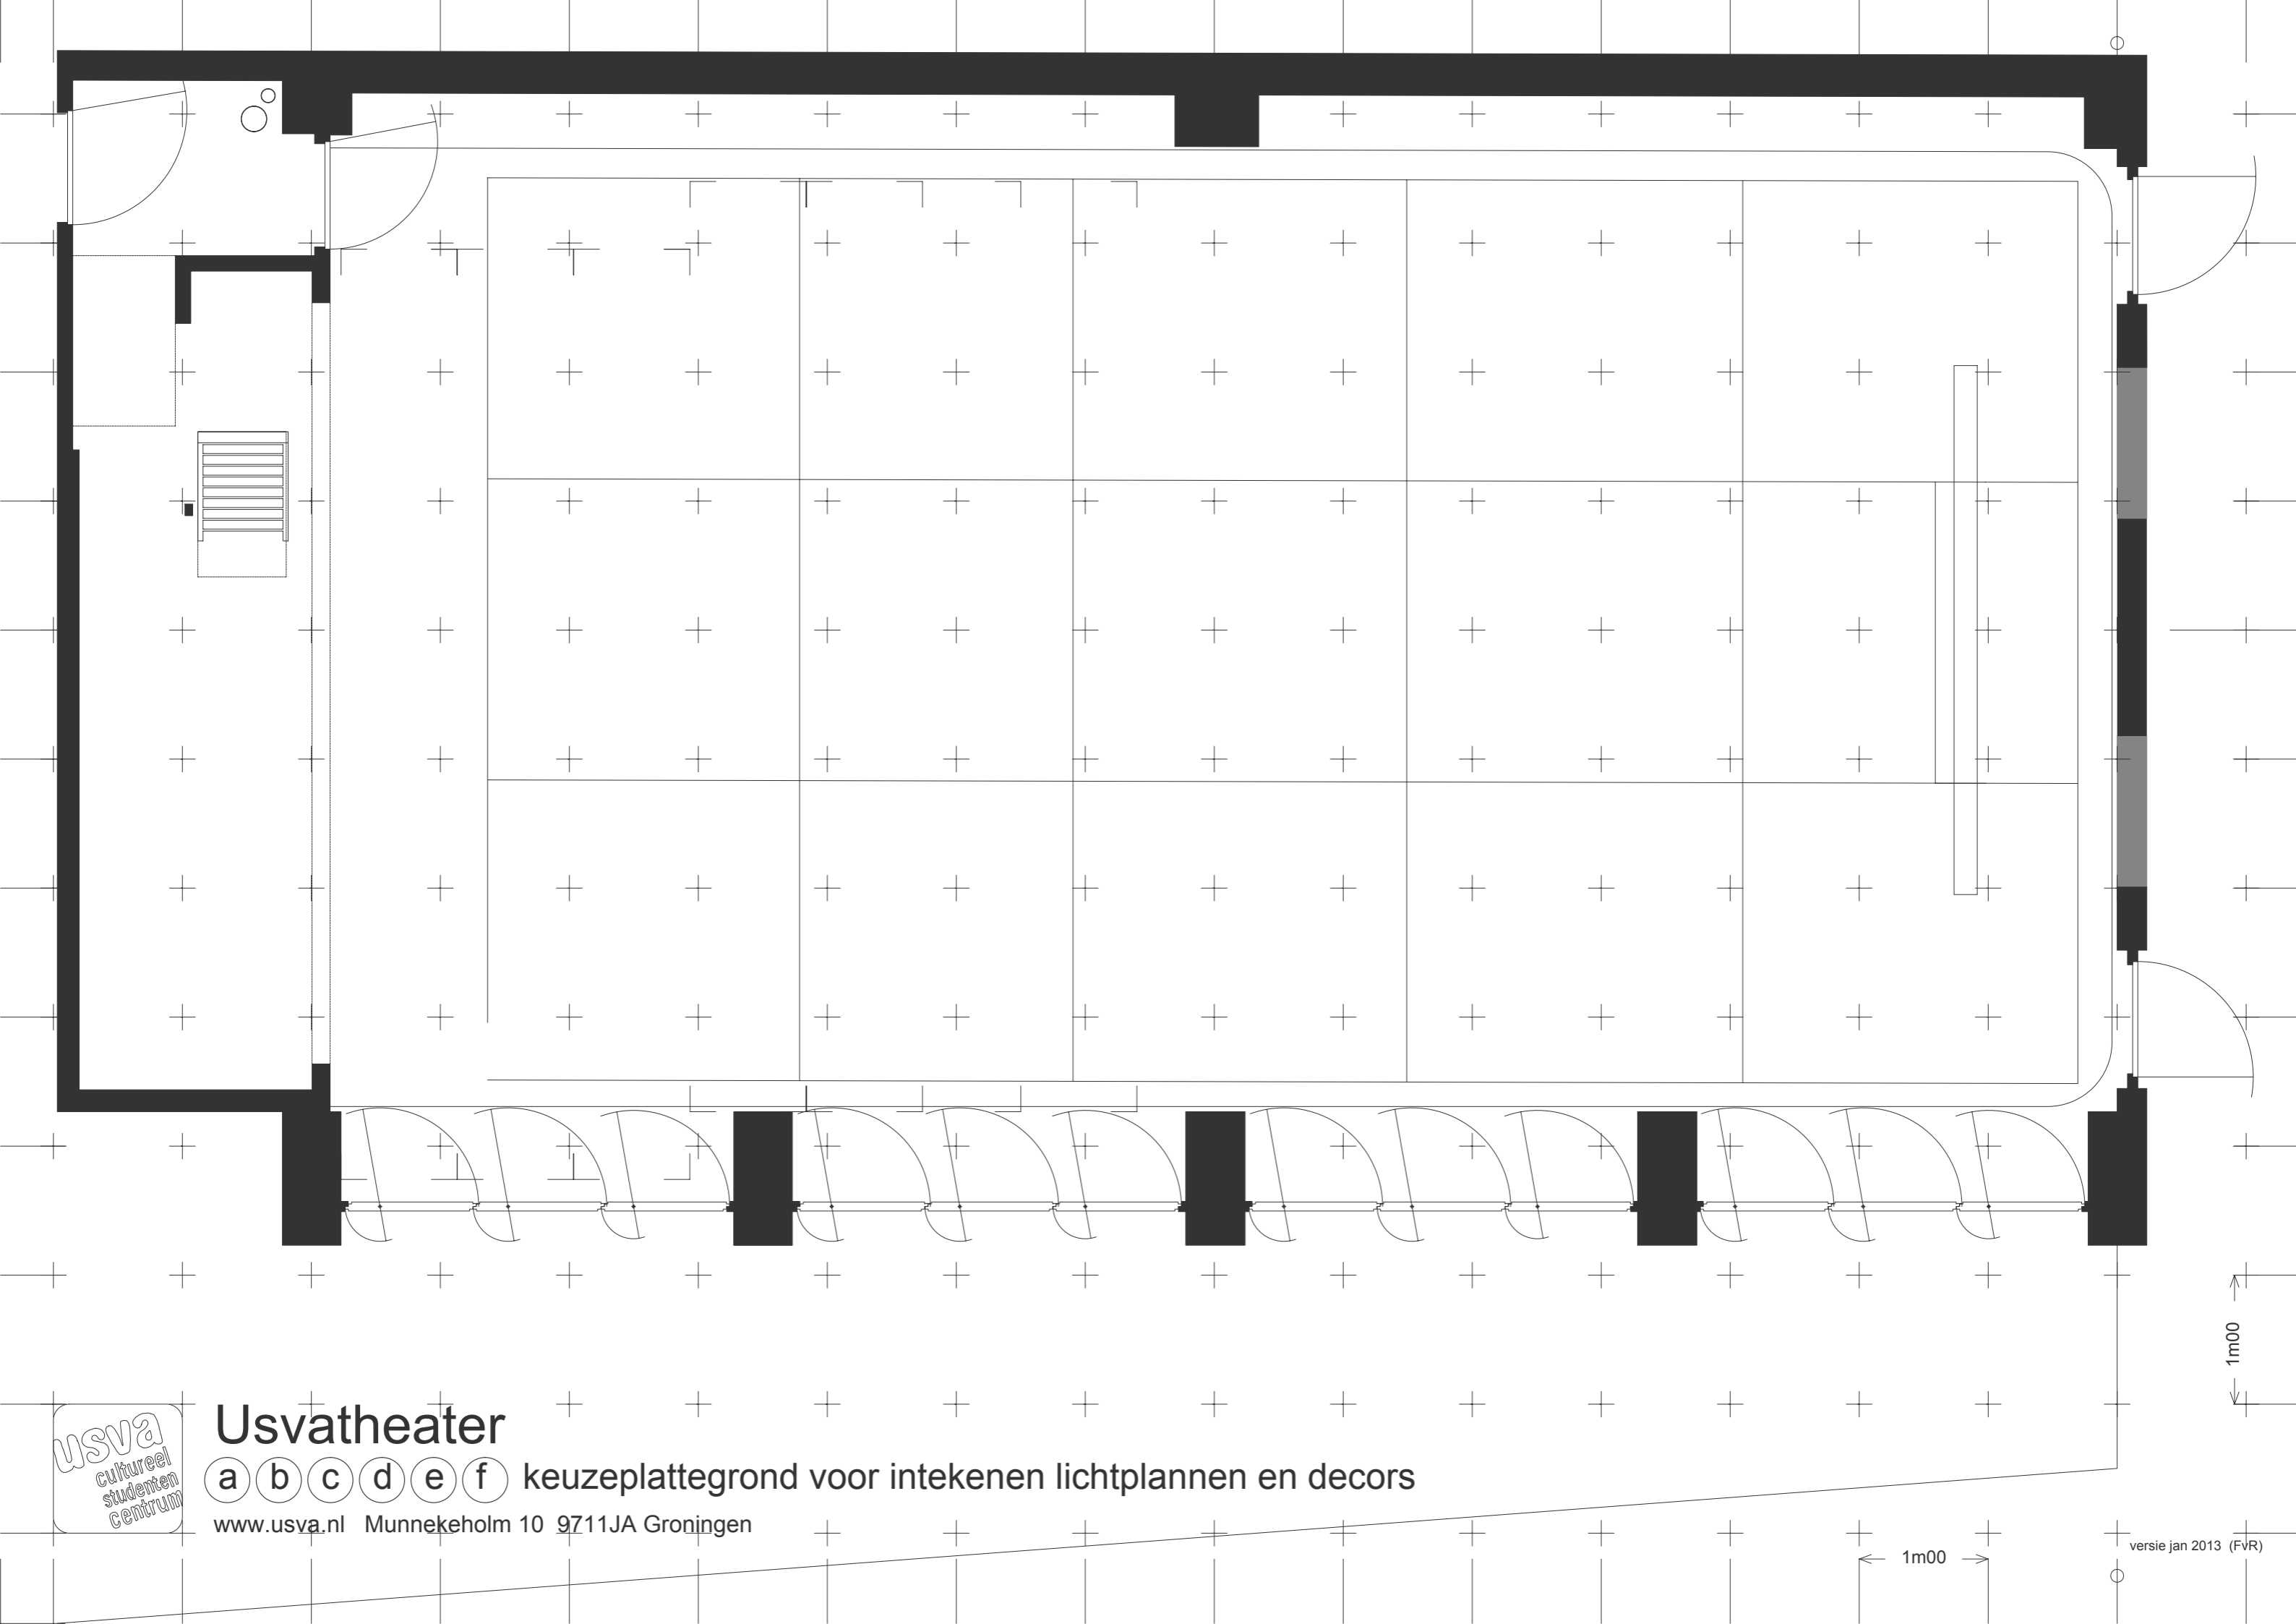 1m00
usva
cultureel
studenten
centrum
Usvatheater
a b c d e f keuzeplattegrond voor intekenen lichtplannen en decors
www.usva.nl Munnekeholm 10 9711JA Groningen
1m00
versie jan 2013 (FvR)